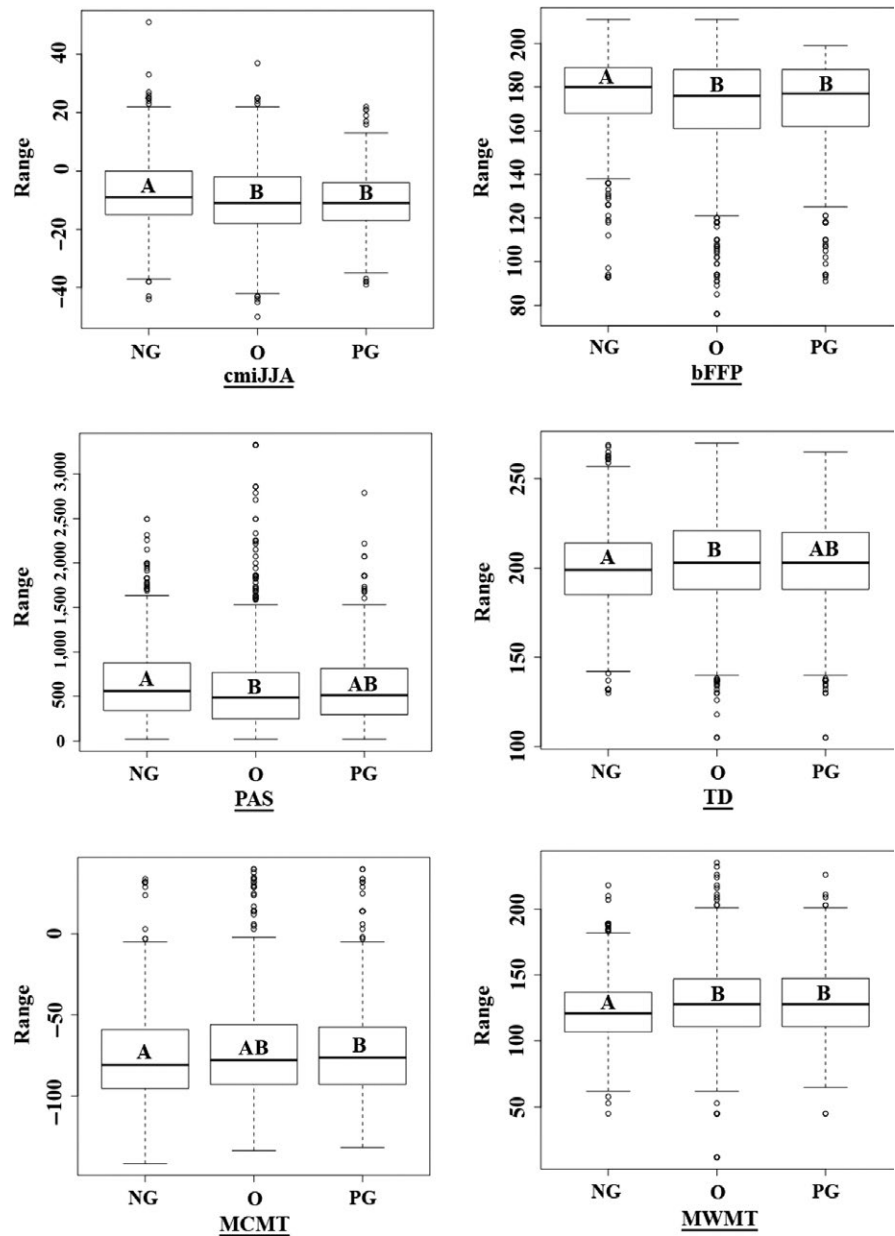 Range
40
20
0
−20
−40
A
B
B
NG O PG
cmiJJA
Range
200
180
160
140
120
100
80
A
B
B
NG O PG
bFFP
Range
3,000
2,500
2,000
1,500
1,000
500
0
A
B
AB
NG O PG
PAS
Range
250
200
150
100
A
B
AB
NG O PG
TD
Range
0
−50
−100
A
AB
B
NG O PG
MCMT
Range
200
150
100
50
A
B
B
NG O PG
MWMT